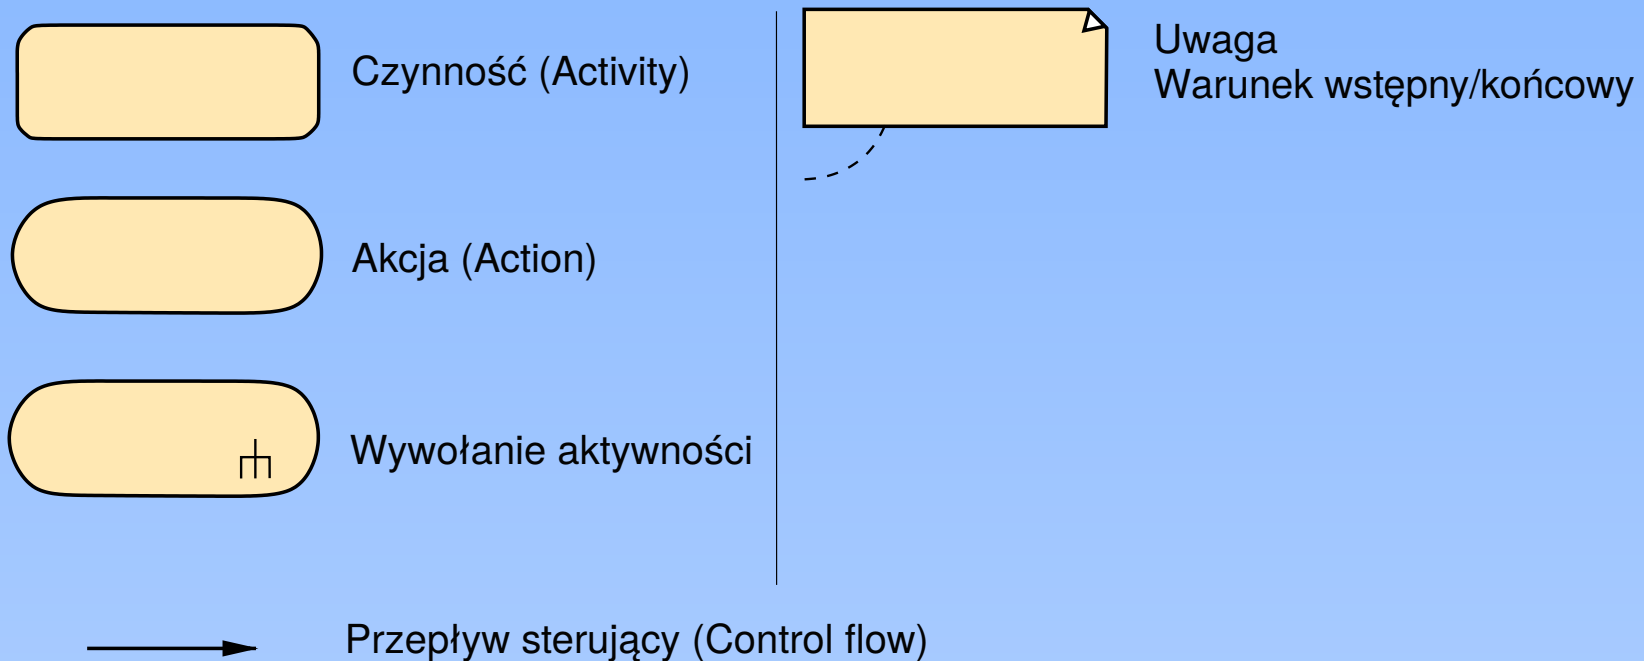 Czynność (Activity)
Akcja (Action)
Wywołanie aktywności
Uwaga
Warunek wstępny/końcowy
Przepływ sterujący (Control flow)